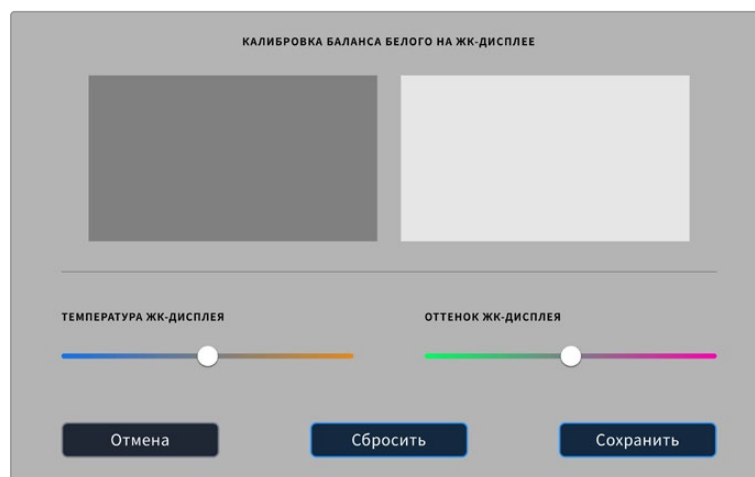 КАЛИБРОВКА БАЛАНСА БЕЛОГО НА ЖК-ДИСПЛЕЕ
ТЕМПЕРАТУРА ЖК-ДИСПЛЕЯ
ОТТЕНОК ЖК-ДИСПЛЕЯ
Отмена
Сбросить
Сохранить